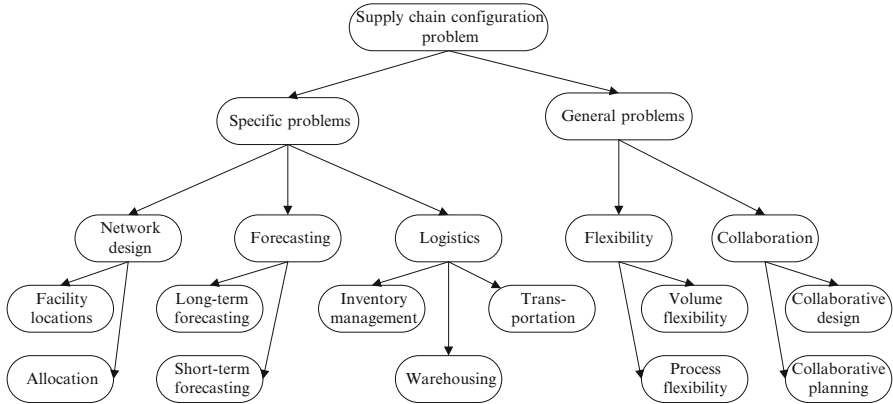 Supply chain configuration
problem
Specific problems
General problems
Network
design
Forecasting
Logistics
Flexibility
Collaboration
Facility
locations
Long-term
forecasting
Inventory
management
Trans-
portation
Volume
flexibility
Collaborative
design
Allocation
Short-term
forecasting
Warehousing
Process
flexibility
Collaborative
planning